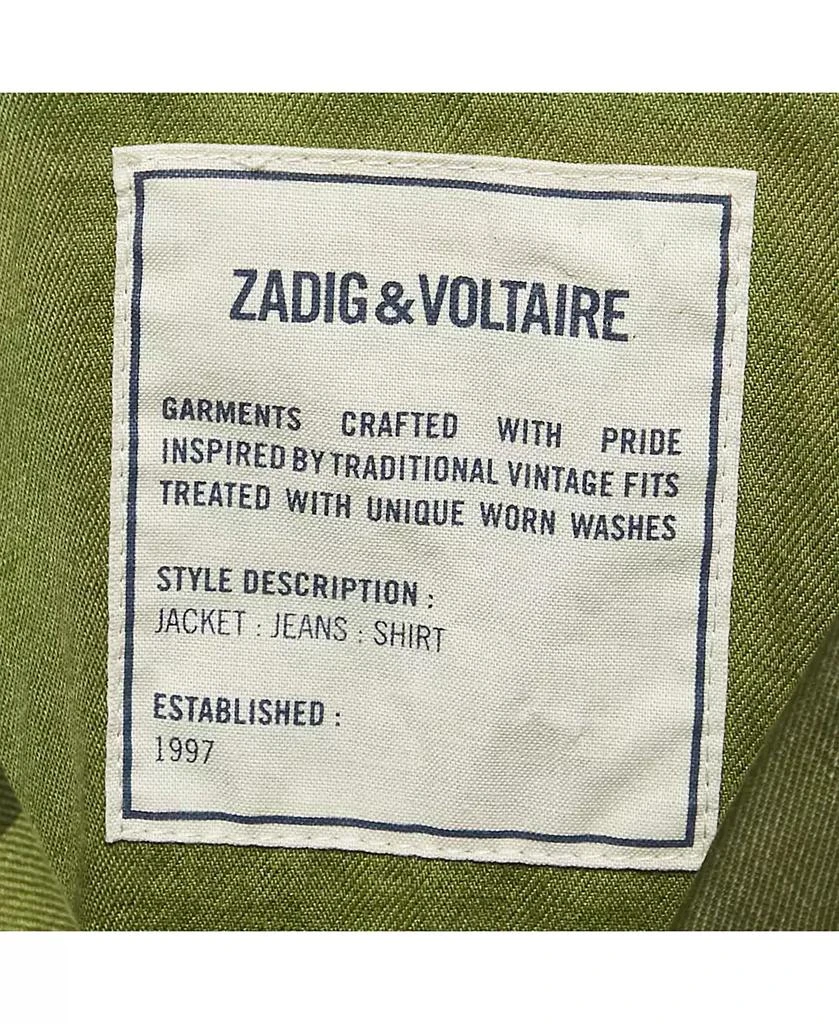 ZADIG&VOLTAIRE
GARMENTS CRAFTED WITH PRIDE
INSPIRED BY TRADITIONAL VINTAGE FITS
TREATED WITH UNIQUE WORN WASHES
STYLE DESCRIPTION :
JACKET : JEANS : SHIRT
ESTABLISHED :
1997